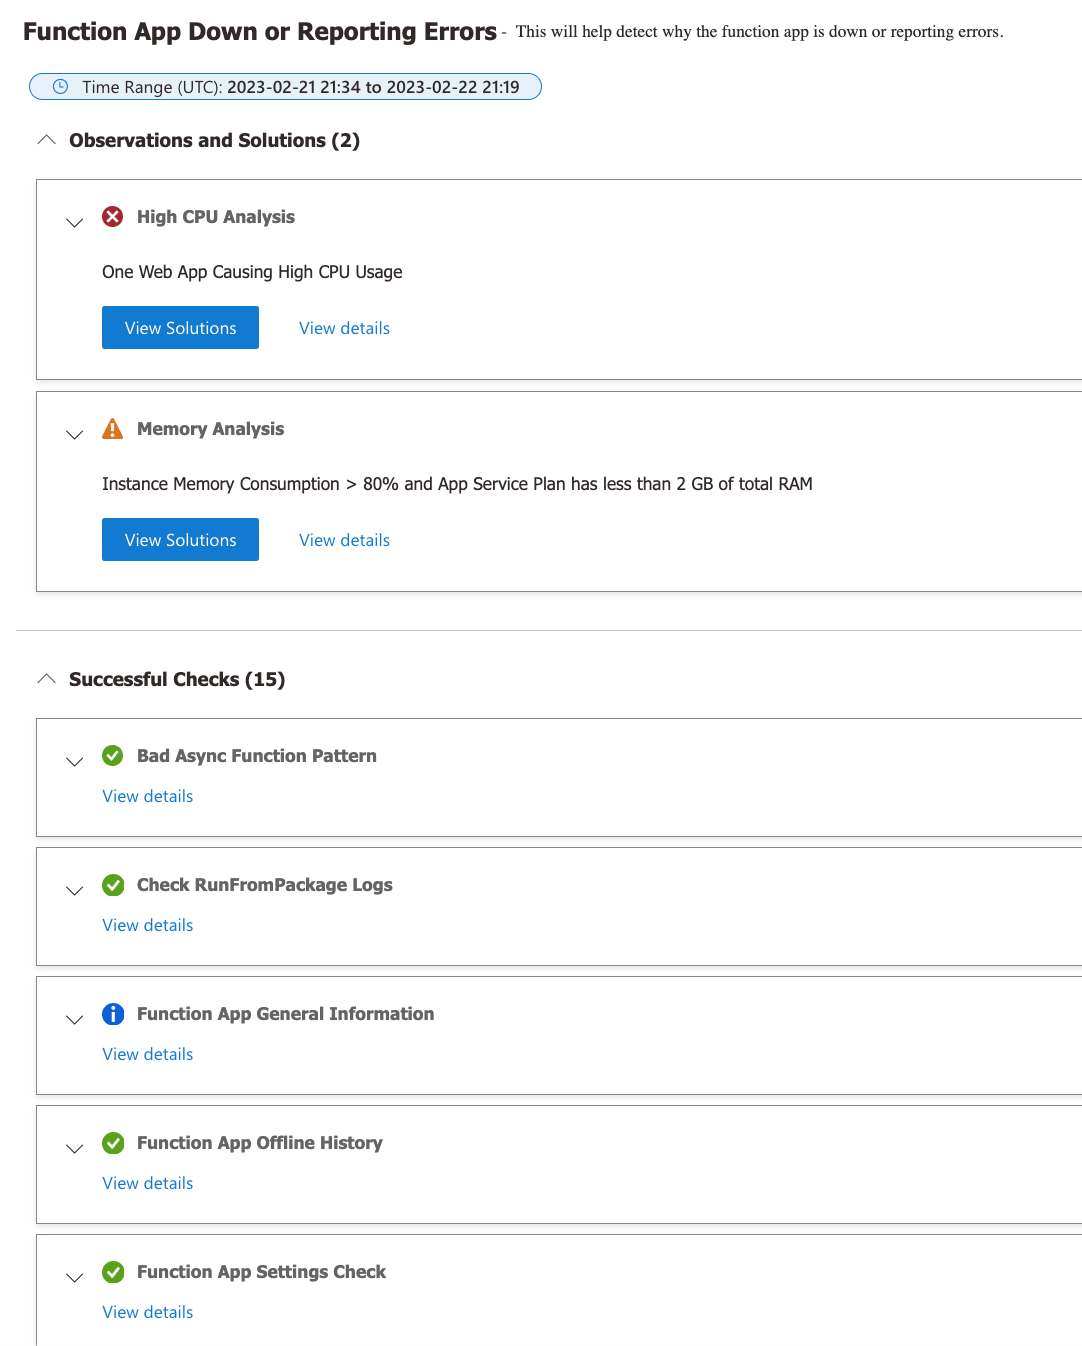 Function App Down or Reporting Errors - This will help detect why the function app is down or reporting errors.
Time Range (UTC): 2023-02-21 21:34 to 2023-02-22 21:19
Observations and Solutions (2)
High CPU Analysis
One Web App Causing High CPU Usage
View Solutions View details
Memory Analysis
Instance Memory Consumption > 80% and App Service Plan has less than 2 GB of total RAM
View Solutions View details
Successful Checks (15)
Bad Async Function Pattern
View details
Check RunFromPackage Logs
View details
Function App General Information
View details
Function App Offline History
View details
Function App Settings Check
View details